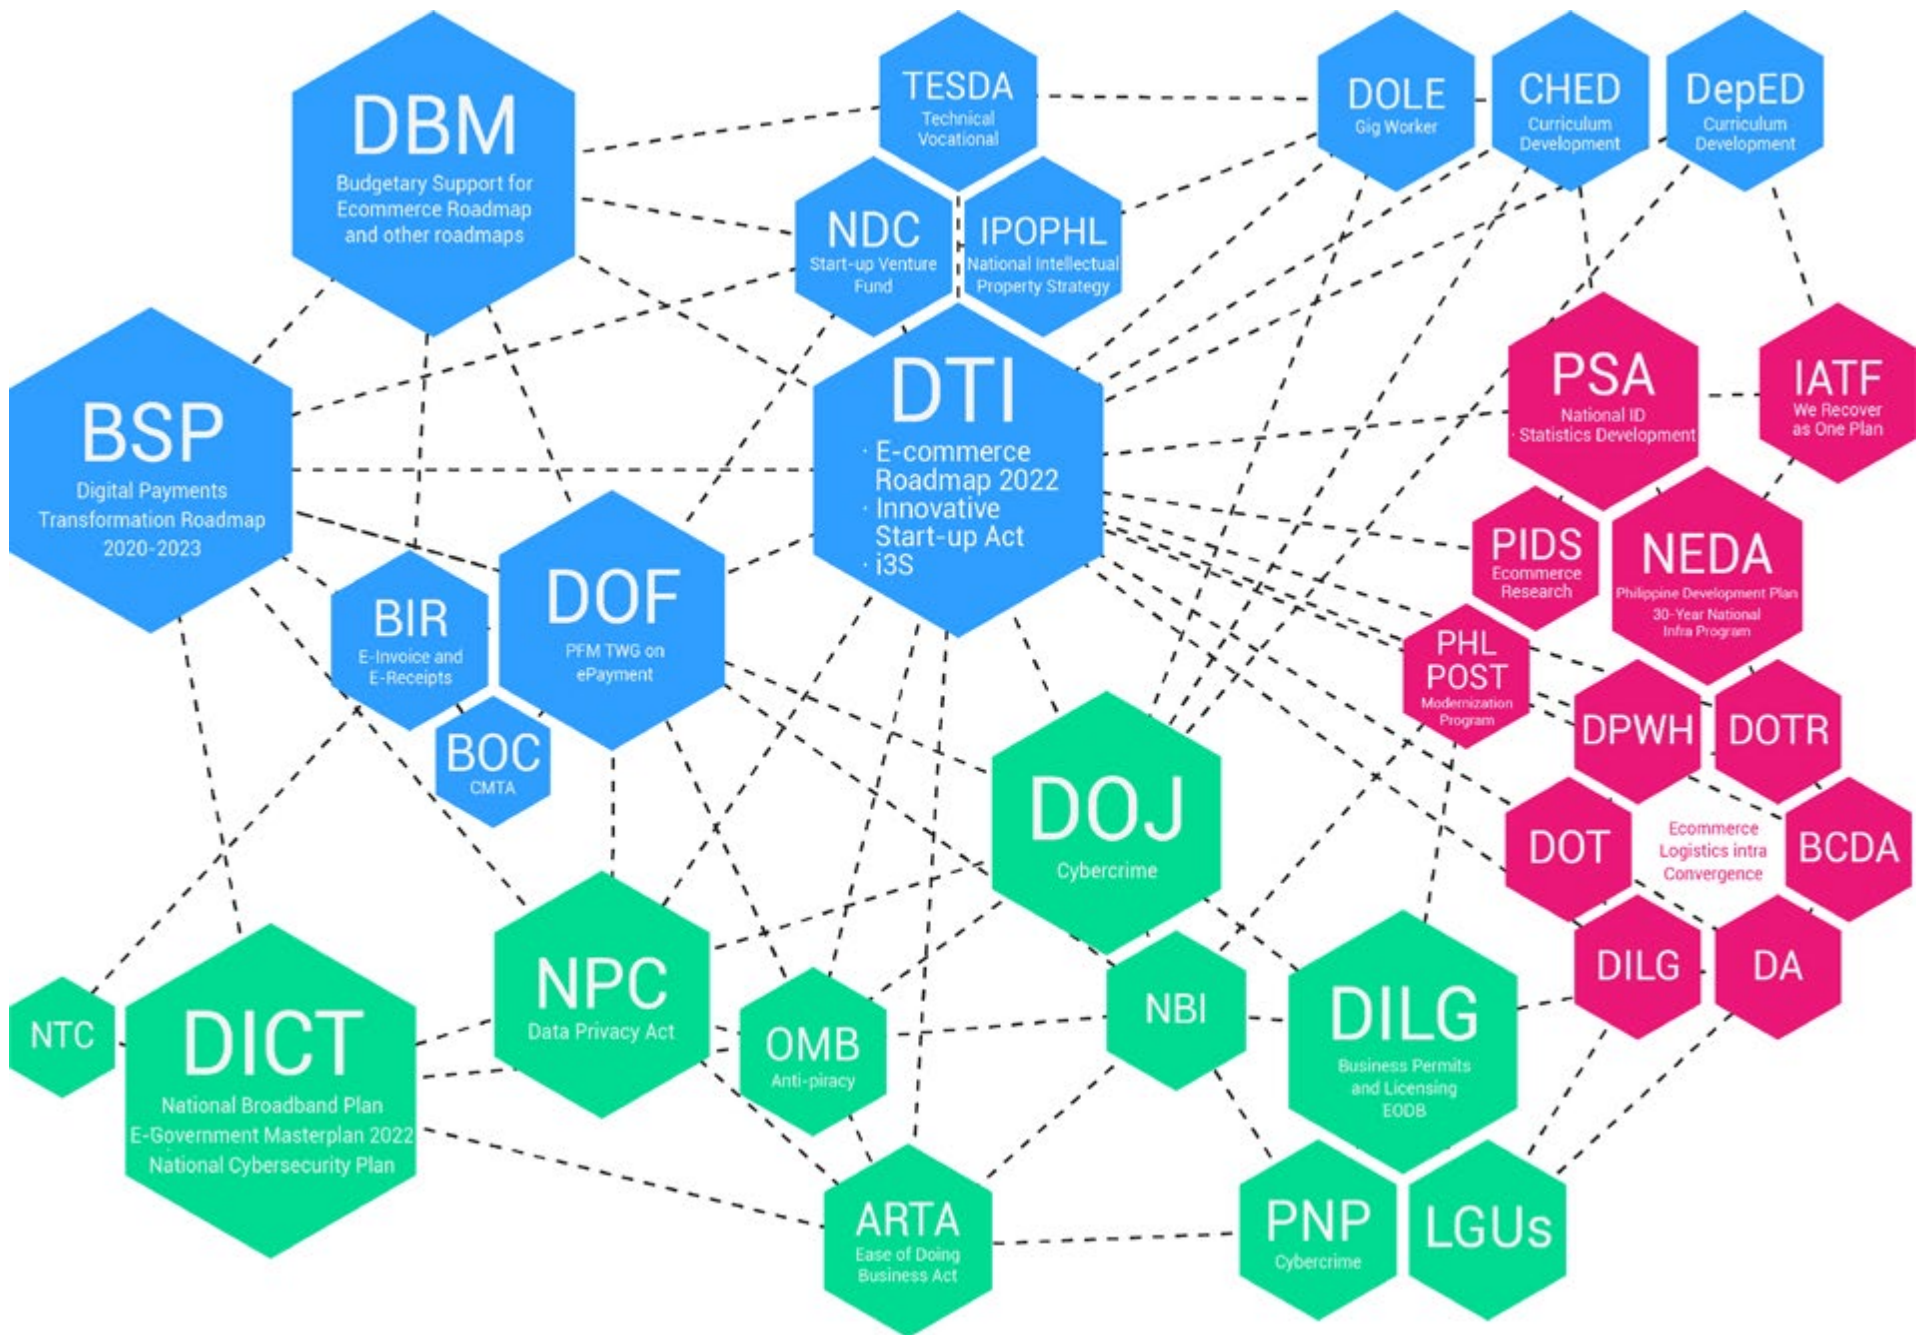 DBM
Budgetary Support for
Ecommerce Roadmap
and other roadmaps
TESDA
Technical
Vocational
DOLE
Gig Worker
CHED
Curriculum
Development
DepED
Curriculum
Development
NDC
Start-up Venture
Fund
IPOPHL
National Intellectual
Property Strategy
BSP
Digital Payments
Transformation Roadmap
2020-2023
DTI
· E-commerce
Roadmap 2022
· Innovative
Start-up Act
· i3S
PSA
National ID
· Statistics Development
IATF
We Recover
as One Plan
PIDS
Ecommerce
Research
NEDA
Philippine Development Plan
30-Year National
Infra Program
BIR
E-Invoice and
E-Receipts
DOF
PFM TWG on
ePayment
BOC
CMTA
PHL
POST
Modernization
Program
DPWH
DOTR
DOJ
Cybercrime
DOT
Ecommerce
Logistics intra
Convergence
BCDA
DILG
DA
NTC
DICT
National Broadband Plan
E-Government Masterplan 2022
National Cybersecurity Plan
NPC
Data Privacy Act
OMB
Anti-piracy
NBI
DILG
Business Permits
and Licensing
EODB
ARTA
Ease of Doing
Business Act
PNP
Cybercrime
LGUs